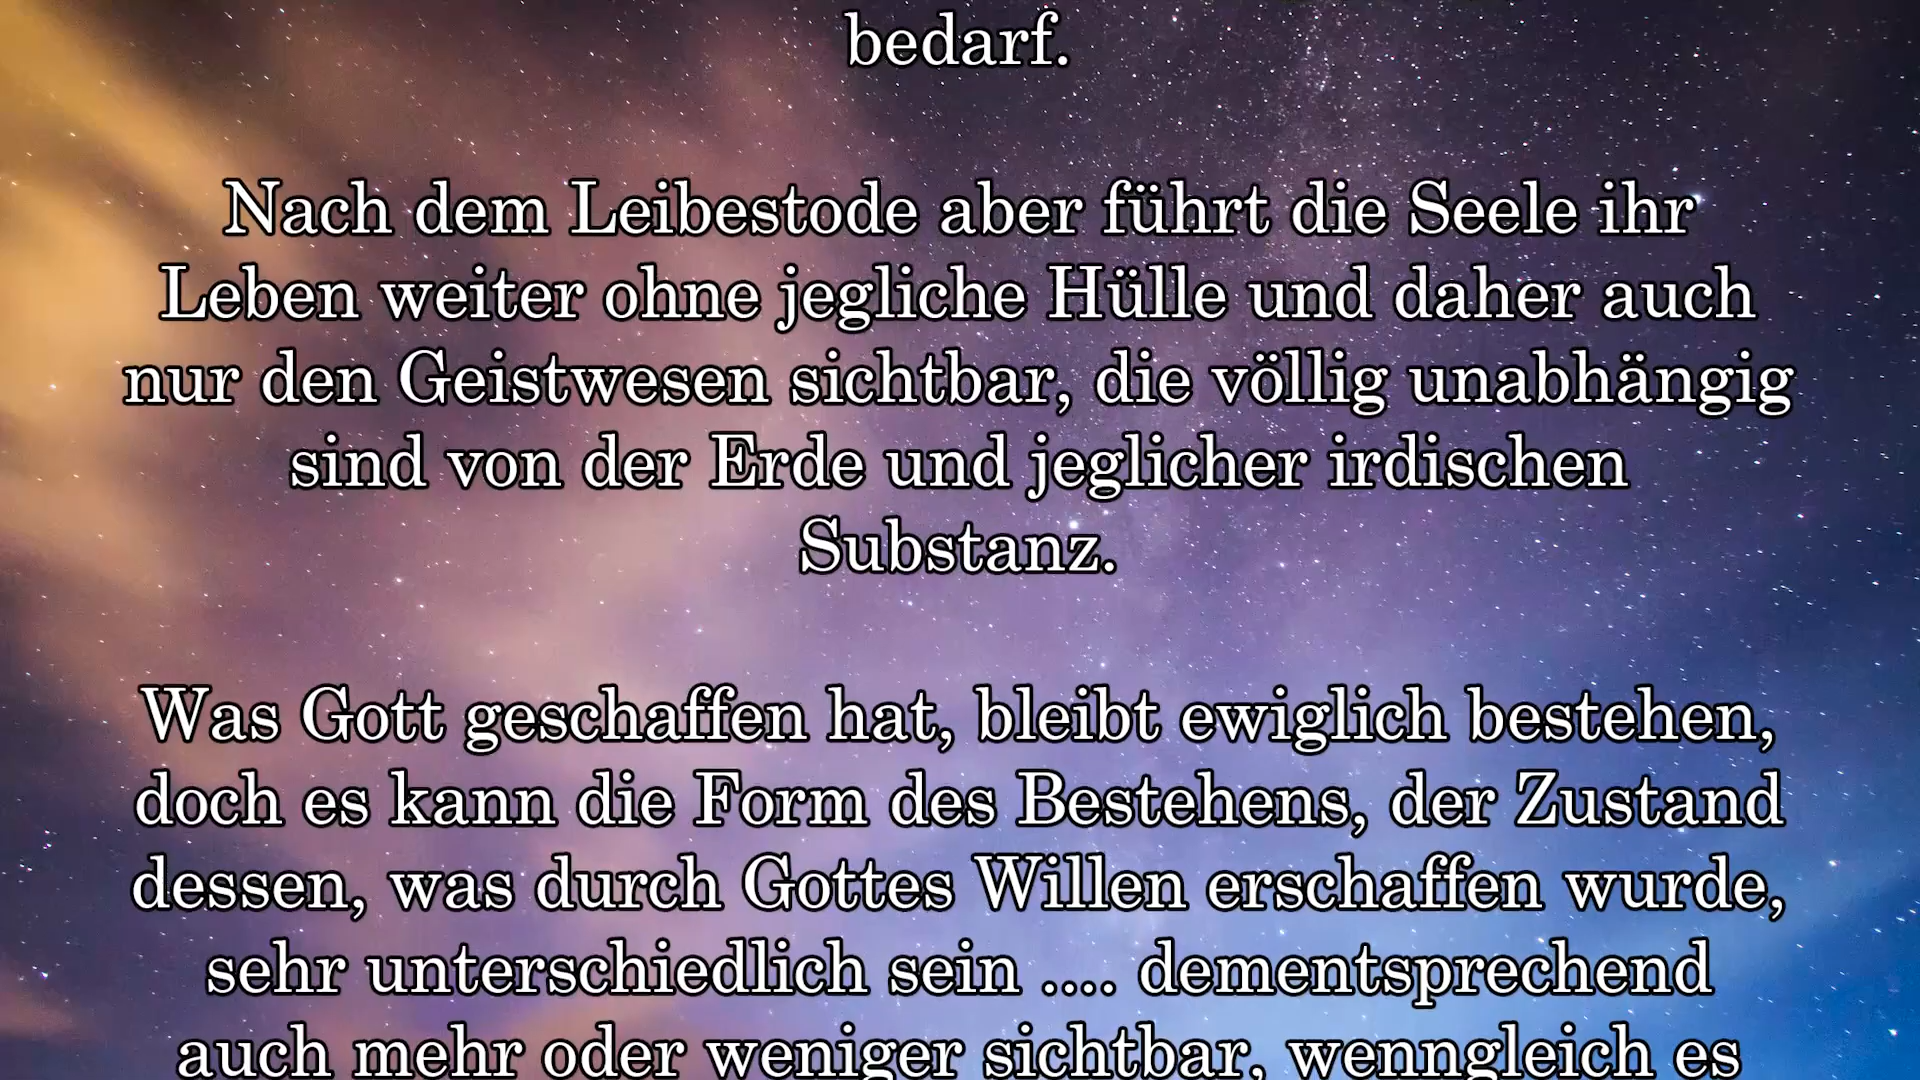 bedarf.
Nach dem Leibestode aber führt die Seele ihr
Leben weiter ohne jegliche Hülle und daher auch
nur den Geistwesen sichtbar, die völlig unabhängig
sind von der Erde und jeglicher irdischen
Substanz.
Was Gott geschaffen hat, bleibt ewiglich bestehen,
doch es kann die Form des Bestehens, der Zustand
dessen, was durch Gottes Willen erschaffen wurde,
sehr unterschiedlich sein .... dementsprechend
auch mehr oder weniger sichtbar, wenngleich es